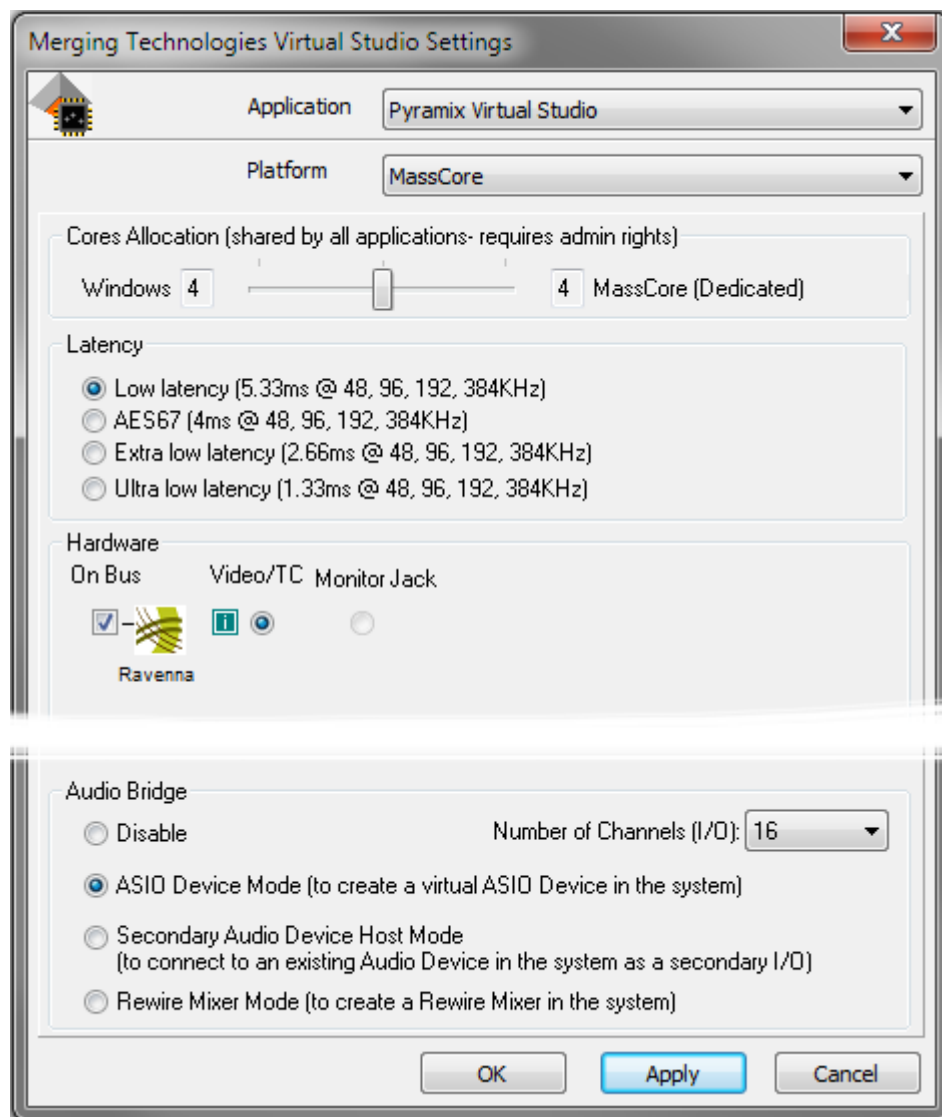 Merging Technologies Virtual Studio Settings
Application
Pyramix Virtual Studio
Platform
MassCore
Cores Allocation (shared by all applications- requires admin rights)
Windows 4 4 MassCore (Dedicated)
Latency
Low latency (5.33ms @ 48, 96, 192, 384KHz)
AES67 (4ms @ 48, 96, 192, 384KHz)
Extra low latency (2.66ms @ 48, 96, 192, 384KHz)
Ultra low latency (1.33ms @ 48, 96, 192, 384KHz)
Hardware
On Bus Video/TC Monitor Jack
i
Ravenna
Audio Bridge
Disable Number of Channels (I/O): 16
ASIO Device Mode (to create a virtual ASIO Device in the system)
Secondary Audio Device Host Mode
(to connect to an existing Audio Device in the system as a secondary I/O)
Rewire Mixer Mode (to create a Rewire Mixer in the system)
OK Apply Cancel